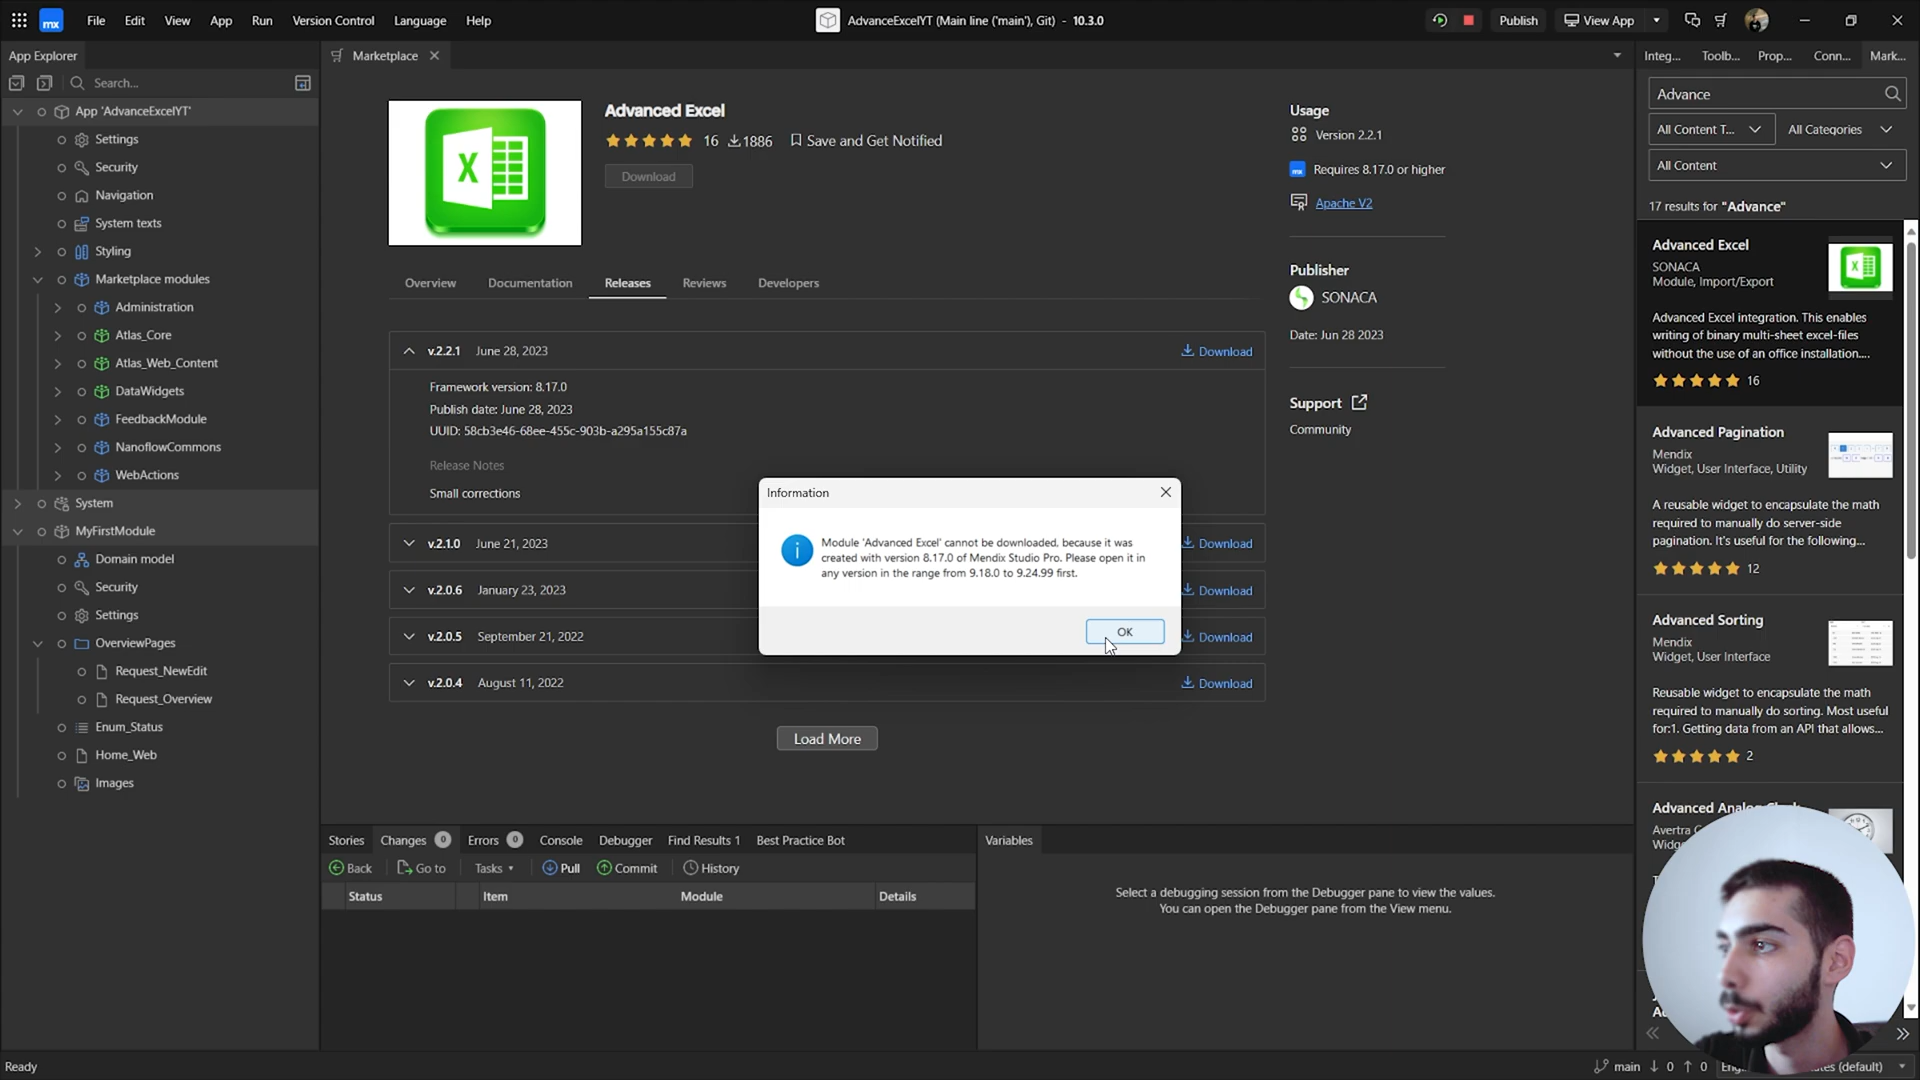 mx File Edit View App Run Version Control Language Help
AdvanceExcelYT (Main line ('main'), Git) - 10.3.0
Publish View App
App Explorer
Search...
App 'AdvanceExcelYT'
Settings
Security
Navigation
System texts
Styling
Marketplace modules
Administration
Atlas_Core
Atlas_Web_Content
DataWidgets
FeedbackModule
NanoflowCommons
WebActions
System
MyFirstModule
Domain model
Security
Settings
OverviewPages
Request_NewEdit
Request_Overview
Enum_Status
Home_Web
Images
Marketplace
X
Advanced Excel
16 1886 Save and Get Notified
Download
Overview Documentation Releases Reviews Developers
v.2.2.1 June 28, 2023 Download
Framework version: 8.17.0
Publish date: June 28, 2023
UUID: 58cb3e46-68ee-455c-903b-a295a155c87a
Release Notes
Small corrections
v.2.1.0 June 21, 2023 Download
v.2.0.6 January 23, 2023 Download
v.2.0.5 September 21, 2022 Download
v.2.0.4 August 11, 2022 Download
Load More
Usage
Version 2.2.1
mx Requires 8.17.0 or higher
Apache V2
Publisher
SONACA
Date: Jun 28 2023
Support
Community
Information
Module 'Advanced Excel' cannot be downloaded, because it was
created with version 8.17.0 of Mendix Studio Pro. Please open it in
any version in the range from 9.18.0 to 9.24.99 first.
OK
Integ... Toolb... Prop... Conn... Mark...
Advance
All Content T... All Categories
All Content
17 results for "Advance"
Advanced Excel
SONACA
Module, Import/Export
Advanced Excel integration. This enables
writing of binary multi-sheet excel-files
without the use of an office installation....
16
Advanced Pagination
Mendix
Widget, User Interface, Utility
A reusable widget to encapsulate the math
required to manually do server-side
pagination. It's useful for the following...
12
Advanced Sorting
Mendix
Widget, User Interface
Reusable widget to encapsulate the math
required to manually do sorting. Most useful
for:1. Getting data from an API that allows...
2
Advanced
Avertra
Stories Changes 0 Errors 0 Console Debugger Find Results 1 Best Practice Bot
Back Go to Tasks Pull Commit History
Status Item Module Details
Variables
Select a debugging session from the Debugger pane to view the values.
You can open the Debugger pane from the View menu.
Ready
main 0 0 (default)